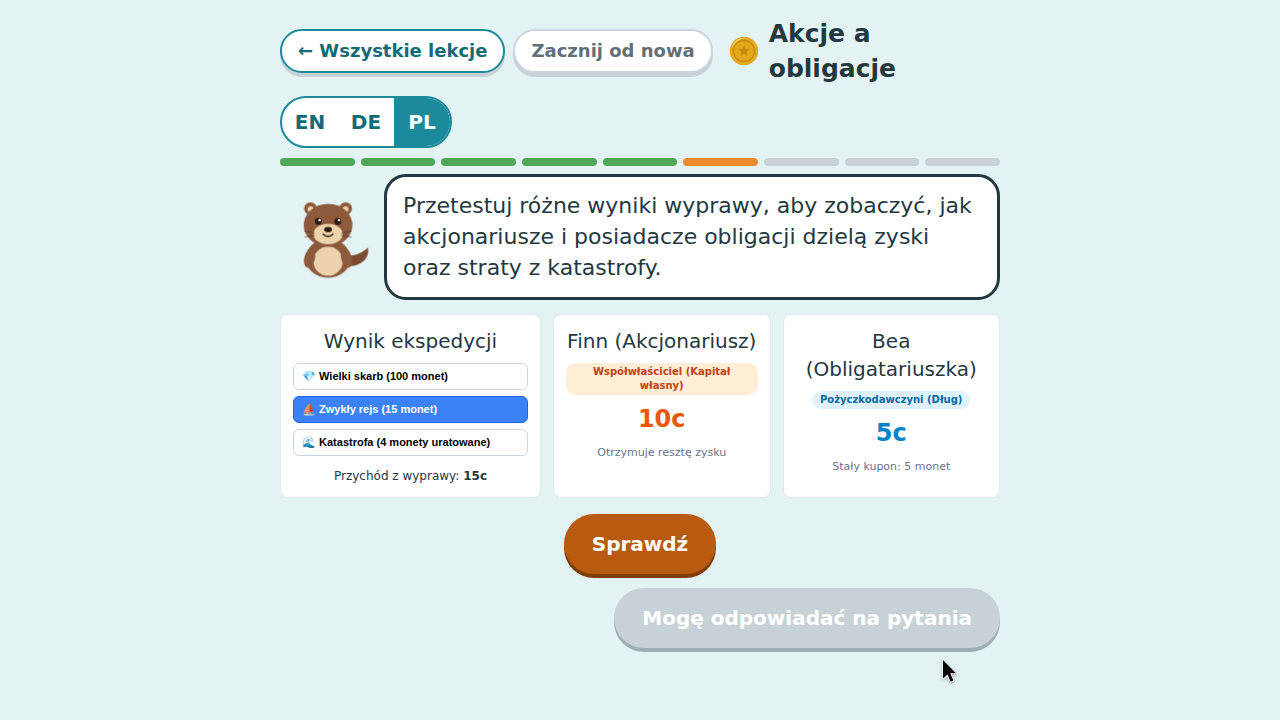 ← Wszystkie lekcje
Zacznij od nowa
Akcje a
obligacje
EN DE PL
Przetestuj różne wyniki wyprawy, aby zobaczyć, jak
akcjonariusze i posiadacze obligacji dzielą zyski
oraz straty z katastrofy.
Wynik ekspedycji
💎 Wielki skarb (100 monet)
⛵ Zwykły rejs (15 monet)
🌊 Katastrofa (4 monety uratowane)
Przychód z wyprawy: 15c
Finn (Akcjonariusz)
Współwłaściciel (Kapitał
własny)
10c
Otrzymuje resztę zysku
Bea
(Obligatariuszka)
Pożyczkodawczyni (Dług)
5c
Stały kupon: 5 monet
Sprawdź
Mogę odpowiadać na pytania